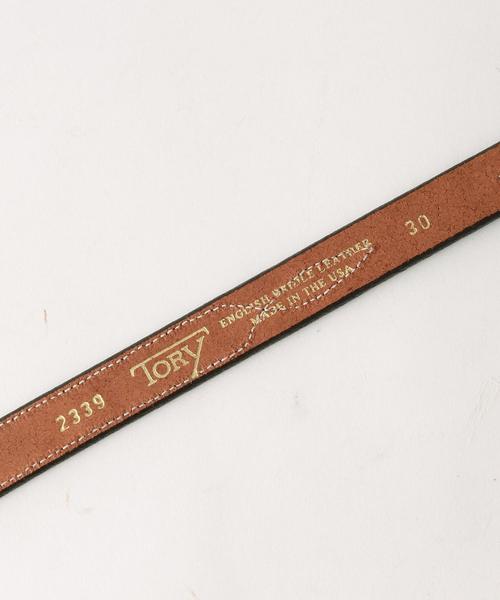 2339
TORY
ENGLISH BRIDLE LEATHER
MADE IN THE USA
30